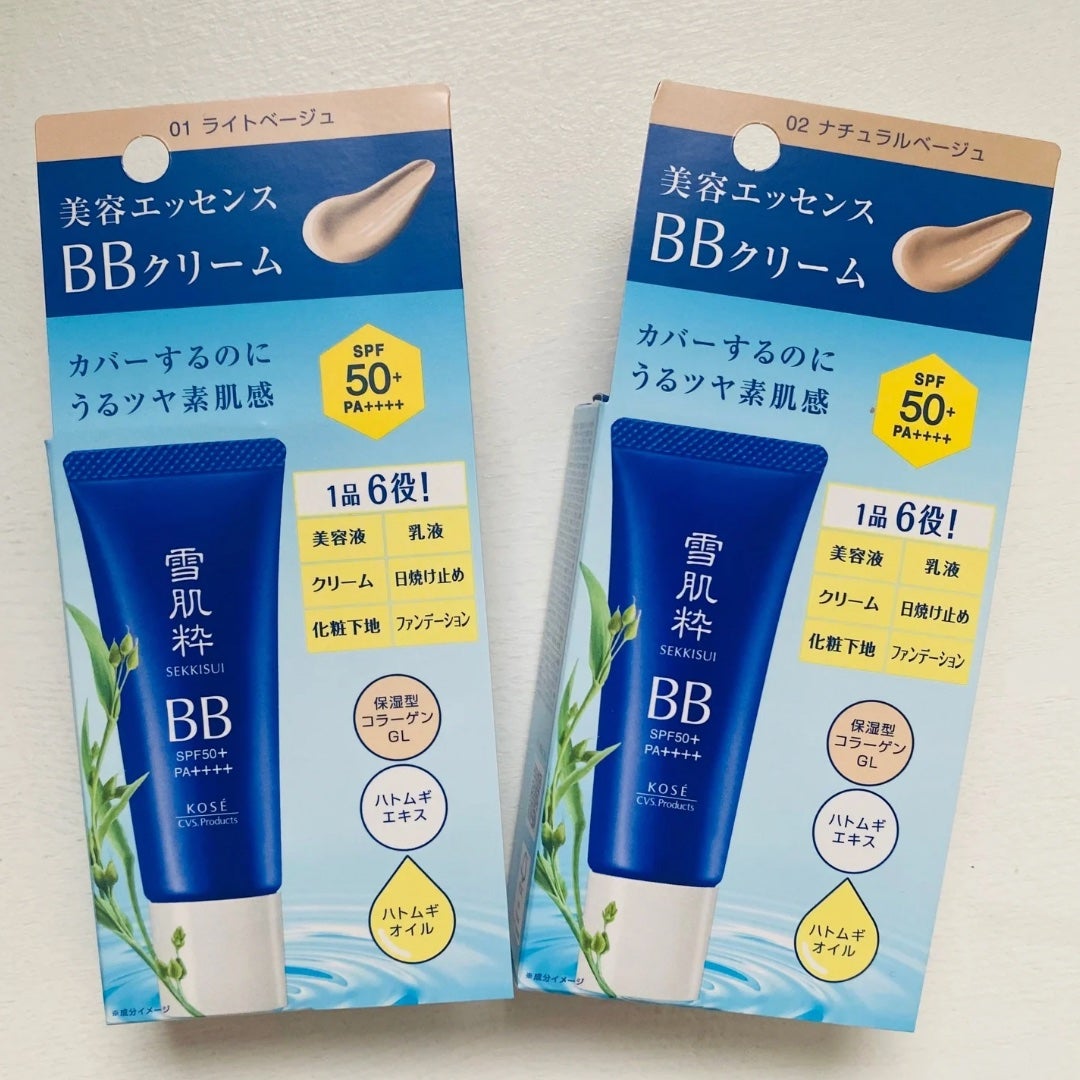 01 ライトベージュ
美容エッセンス
BBクリーム
カバーするのに
うるツヤ素肌感
SPF
50+
PA++++
1品6役!
美容液 乳液
クリーム 日焼け止め
化粧下地 ファンデーション
雪肌粋
SEKKISUI
BB
SPF50+
PA++++
KOSÉ
CVS.Products
保湿型
コラーゲン
GL
ハトムギ
エキス
ハトムギ
オイル
※成分イメージ
02 ナチュラルベージュ
美容エッセンス
BBクリーム
カバーするのに
うるツヤ素肌感
SPF
50+
PA++++
1品6役!
美容液 乳液
クリーム 日焼け止め
化粧下地 ファンデーション
雪肌粋
SEKKISUI
BB
SPF50+
PA++++
KOSÉ
CVS.Products
保湿型
コラーゲン
GL
ハトムギ
エキス
ハトムギ
オイル
※成分イメージ